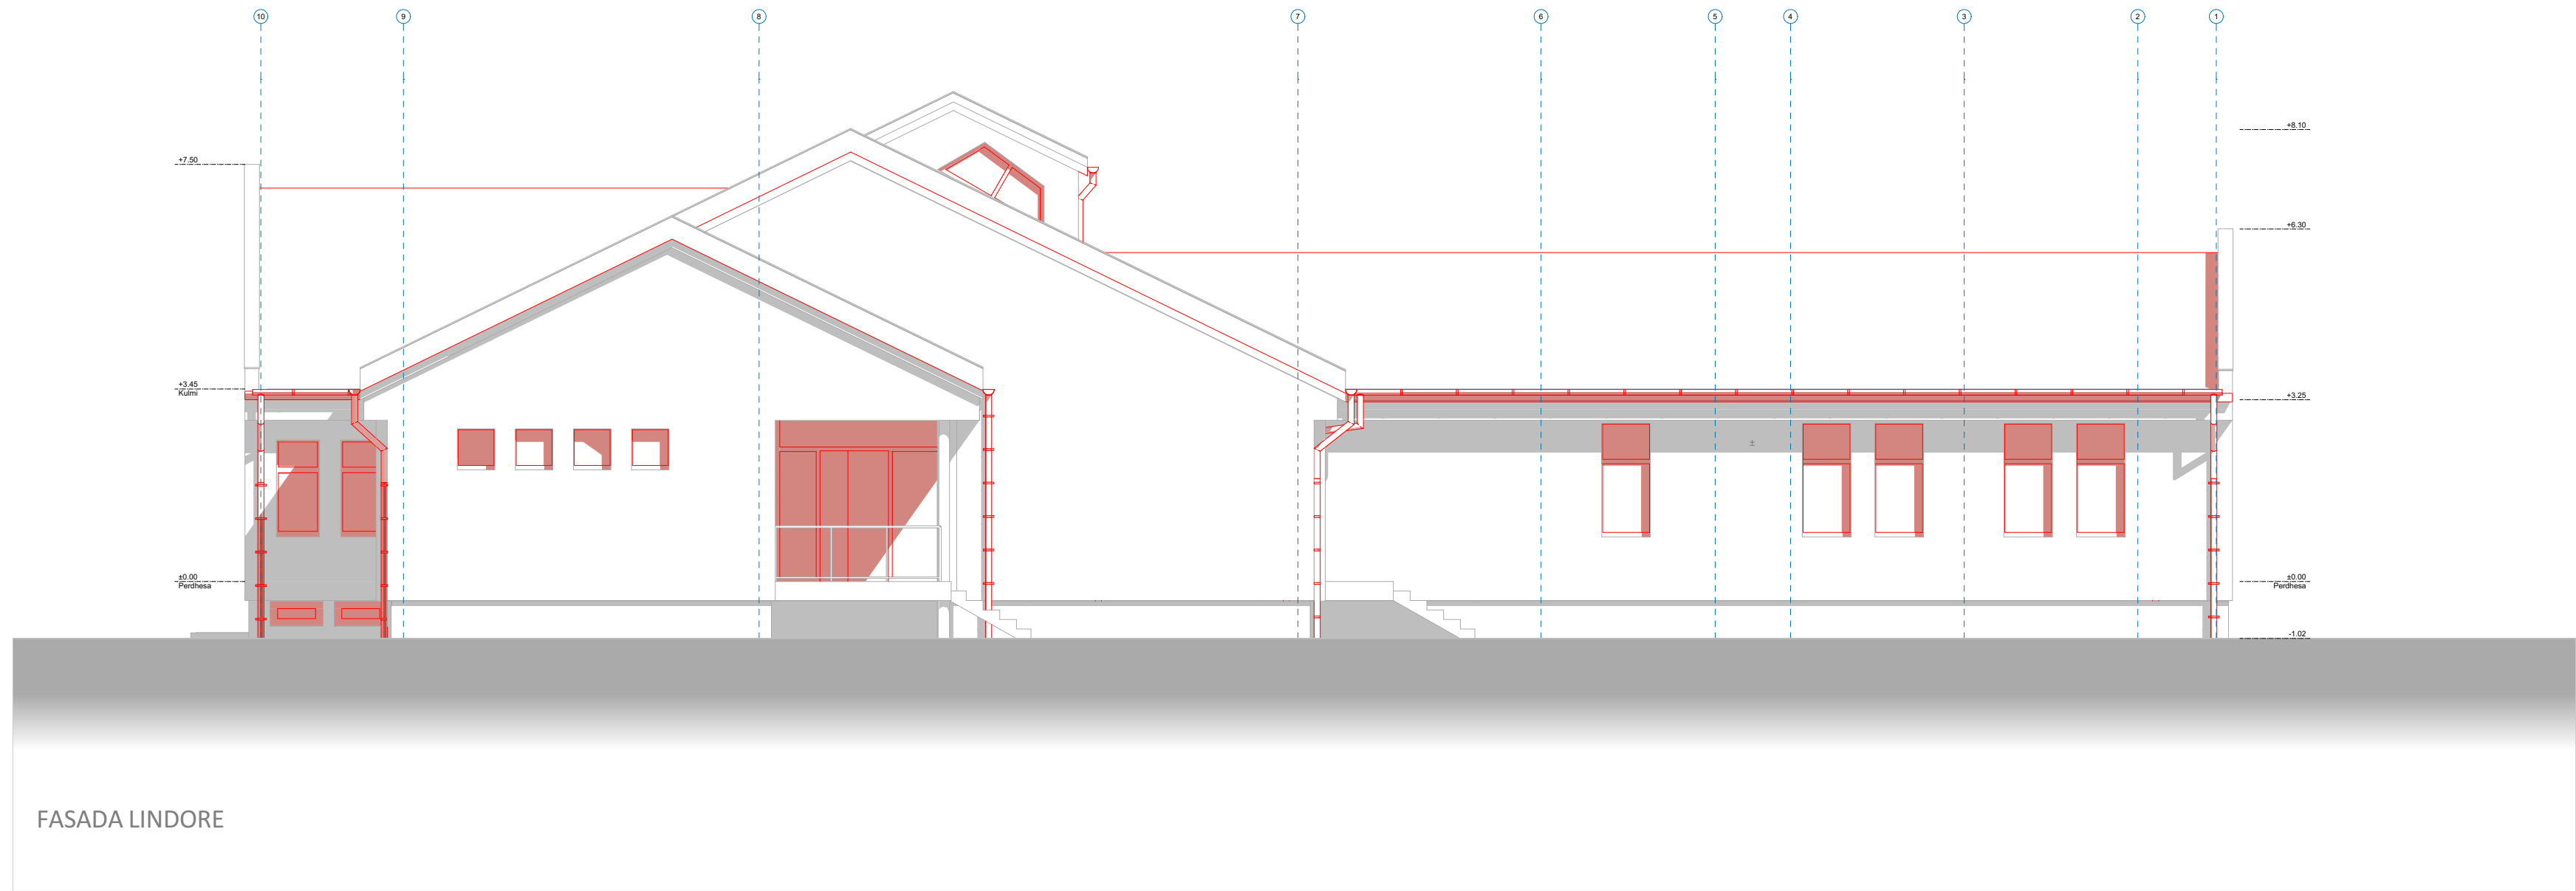 10 9 8 7 6 5 4 3 2 1
+8.10
+7.50
+6.30
+3.45
Kulmi
+3.25
±
±0.00
Perdhesa
±0.00
Perdhesa
-1.02
FASADA LINDORE